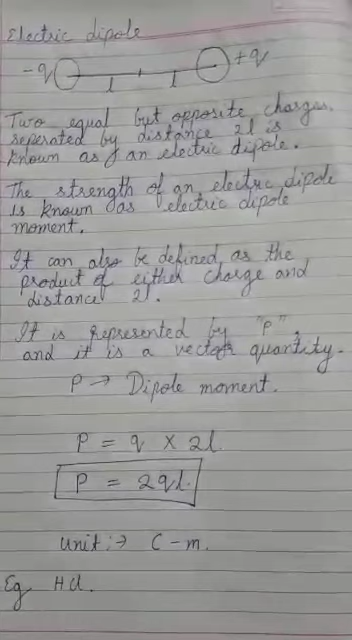 Electric dipole
-q +q
l l
Two equal but opposite charges,
seperated by distance 2l is
known as an electric dipole.
The strength of an electric dipole
is known as electric dipole
moment.
It can also be defined as the
product of either charge and
distance 2l.
It is represented by "P",
and it is a vector quantity.
P → Dipole moment.
P = q × 2l
P = 2ql.
Unit :→ C-m.
Eg HCl.